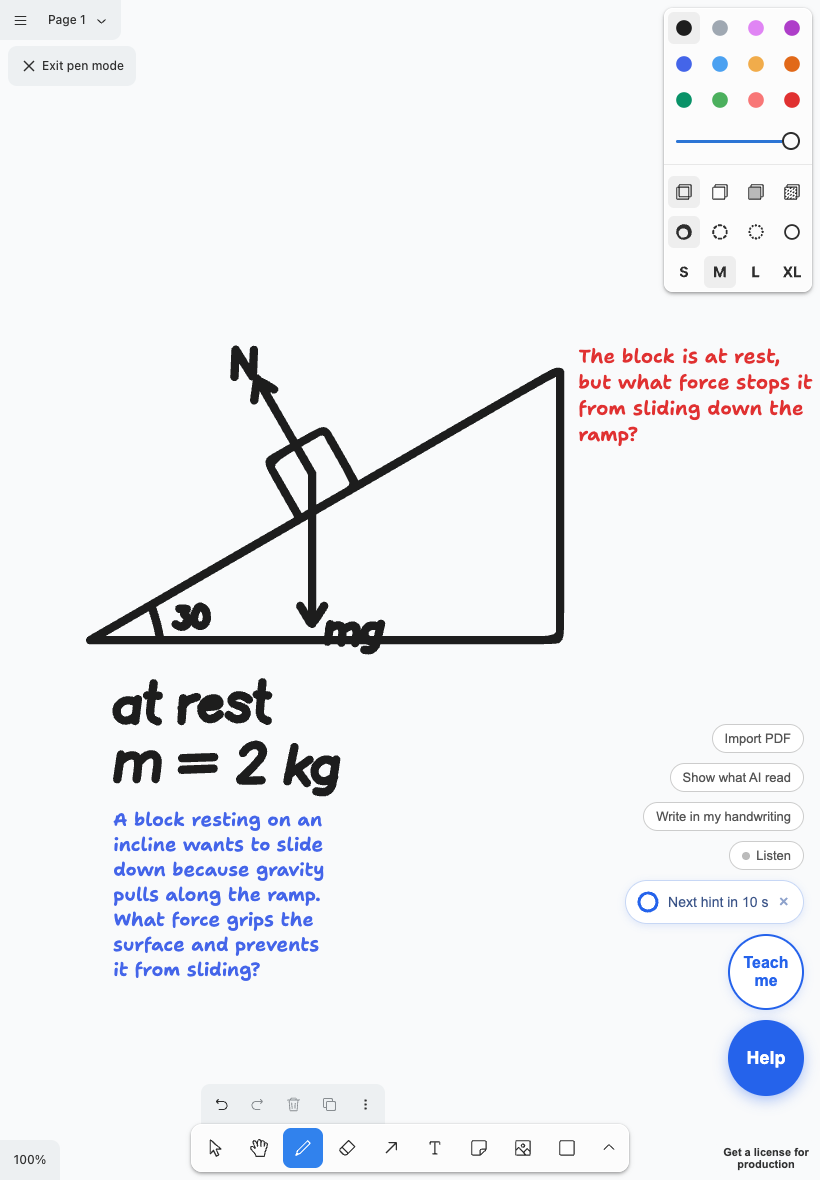 Page 1
Exit pen mode
S M L XL
N
The block is at rest,
but what force stops it
from sliding down the
ramp?
30
mg
at rest
m = 2 kg
A block resting on an
incline wants to slide
down because gravity
pulls along the ramp.
What force grips the
surface and prevents
it from sliding?
Import PDF
Show what AI read
Write in my handwriting
Listen
Next hint in 10 s ×
Teach
me
Help
T
100%
Get a license for
production